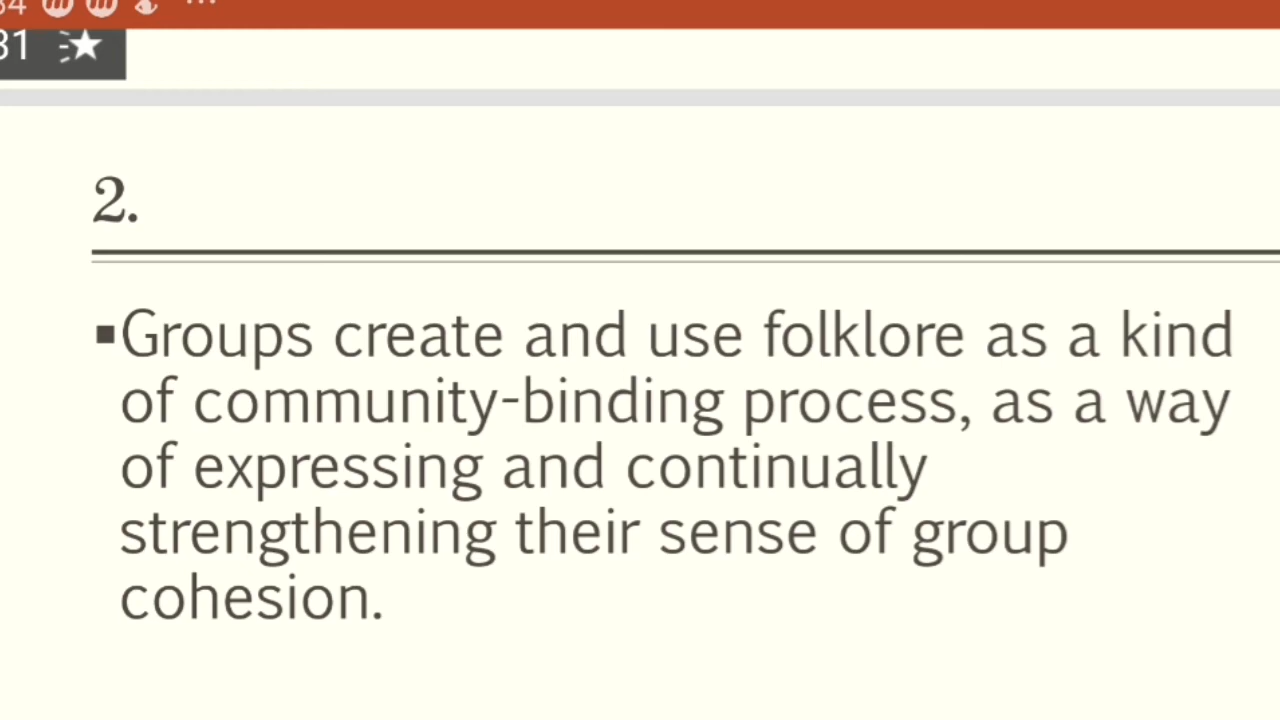 31
2.
▪Groups create and use folklore as a kind
of community-binding process, as a way
of expressing and continually
strengthening their sense of group
cohesion.